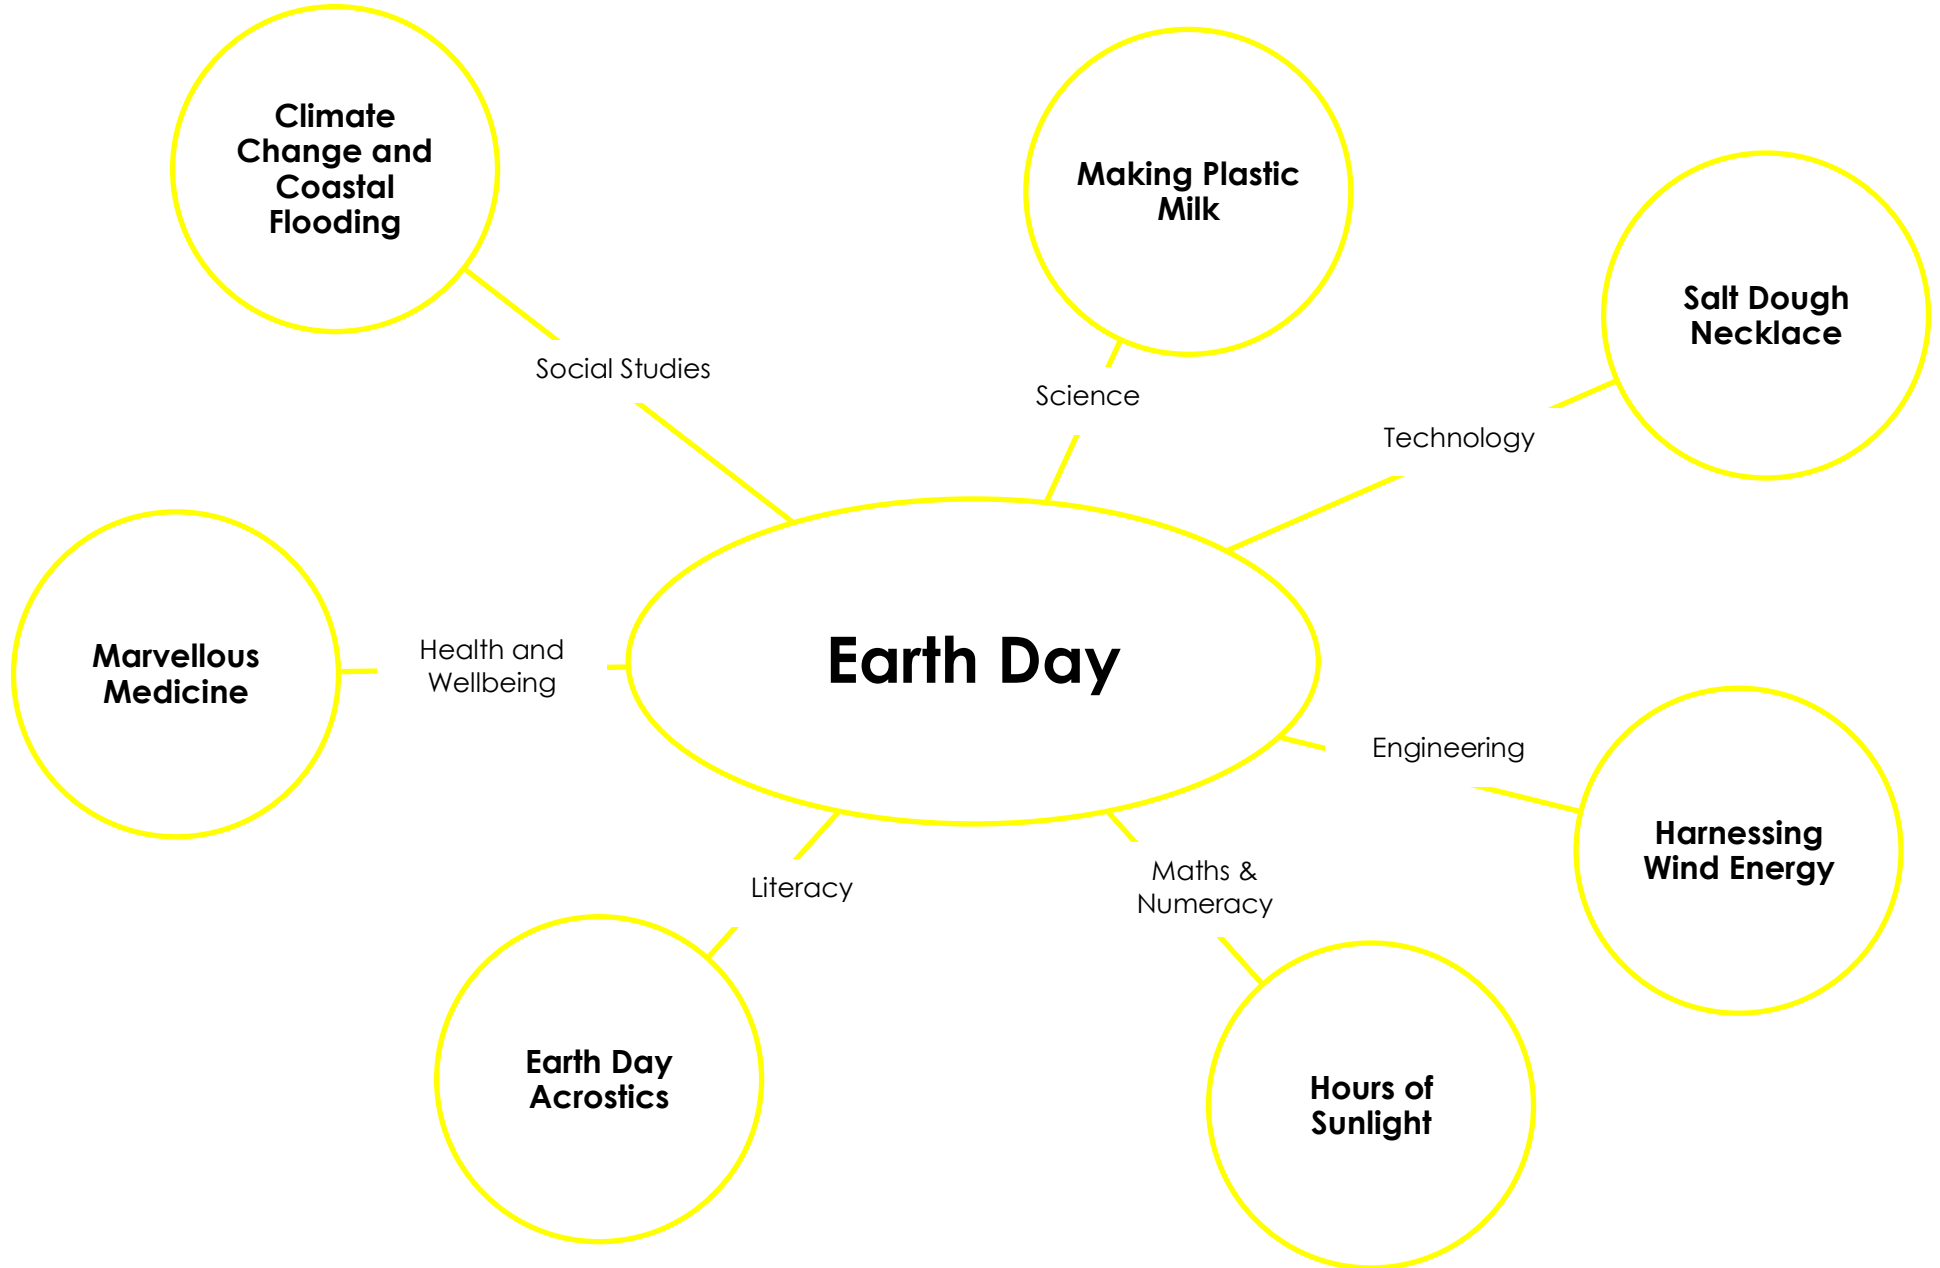 Climate
Change and
Coastal
Flooding
Making Plastic
Milk
Salt Dough
Necklace
Social Studies
Science
Technology
Marvellous
Medicine
Health and
Wellbeing
Earth Day
Engineering
Harnessing
Wind Energy
Literacy
Maths &
Numeracy
Earth Day
Acrostics
Hours of
Sunlight